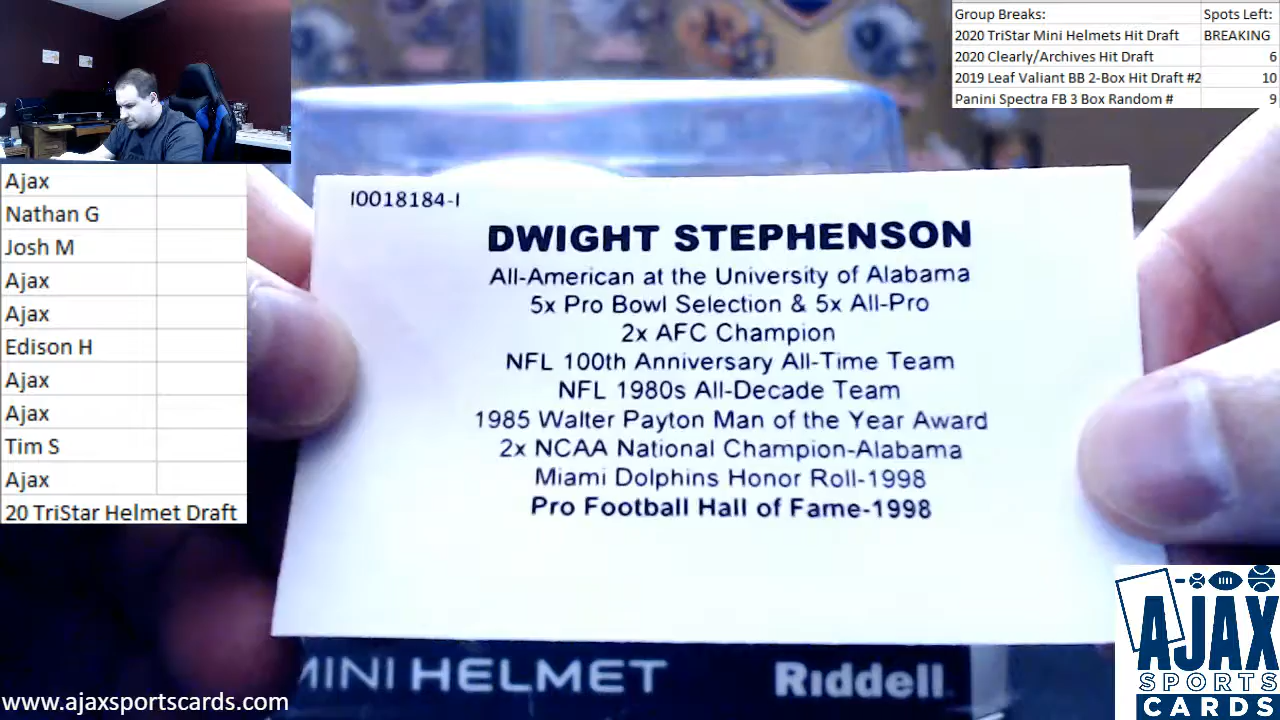 Group Breaks: Spots Left:
2020 TriStar Mini Helmets Hit Draft BREAKING
2020 Clearly/Archives Hit Draft 6
2019 Leaf Valiant BB 2-Box Hit Draft #2 10
Panini Spectra FB 3 Box Random # 9
Ajax
Nathan G
Josh M
Ajax
Ajax
Edison H
Ajax
Ajax
Tim S
Ajax
20 TriStar Helmet Draft
I0018184-I
DWIGHT STEPHENSON
All-American at the University of Alabama
5x Pro Bowl Selection & 5x All-Pro
2x AFC Champion
NFL 100th Anniversary All-Time Team
NFL 1980s All-Decade Team
1985 Walter Payton Man of the Year Award
2x NCAA National Champion-Alabama
Miami Dolphins Honor Roll-1998
Pro Football Hall of Fame-1998
MINI HELMET Riddell
www.ajaxsportscards.com
AJAX
SPORTS
CARDS